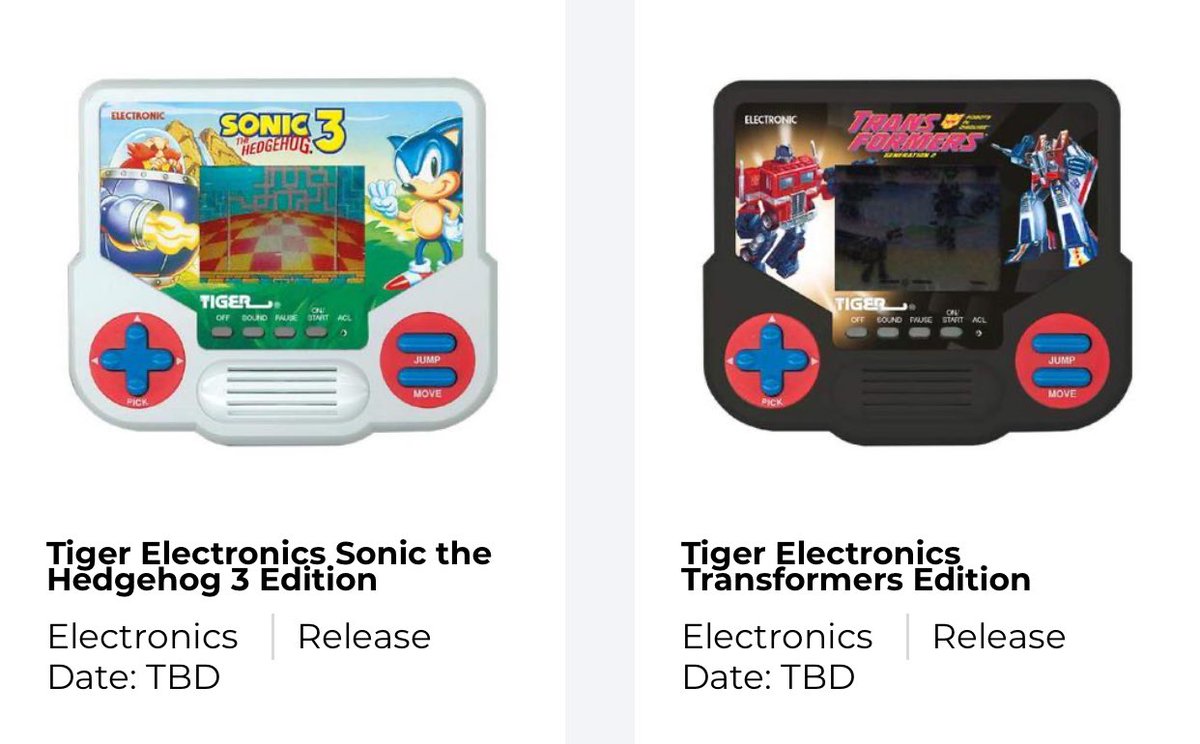 ELECTRONIC
SONIC
THE
HEDGEHOG
3
TIGER
OFF SOUND PAUSE ON/
START ACL
PICK
JUMP
MOVE
Tiger Electronics Sonic the
Hedgehog 3 Edition
Electronics | Release
Date: TBD
ELECTRONIC
TRANS
FORMERS
ROBOTS
IN
DISGUISE
GENERATION 2
TIGER
OFF SOUND PAUSE ON/
START ACL
PICK
JUMP
MOVE
Tiger Electronics
Transformers Edition
Electronics | Release
Date: TBD